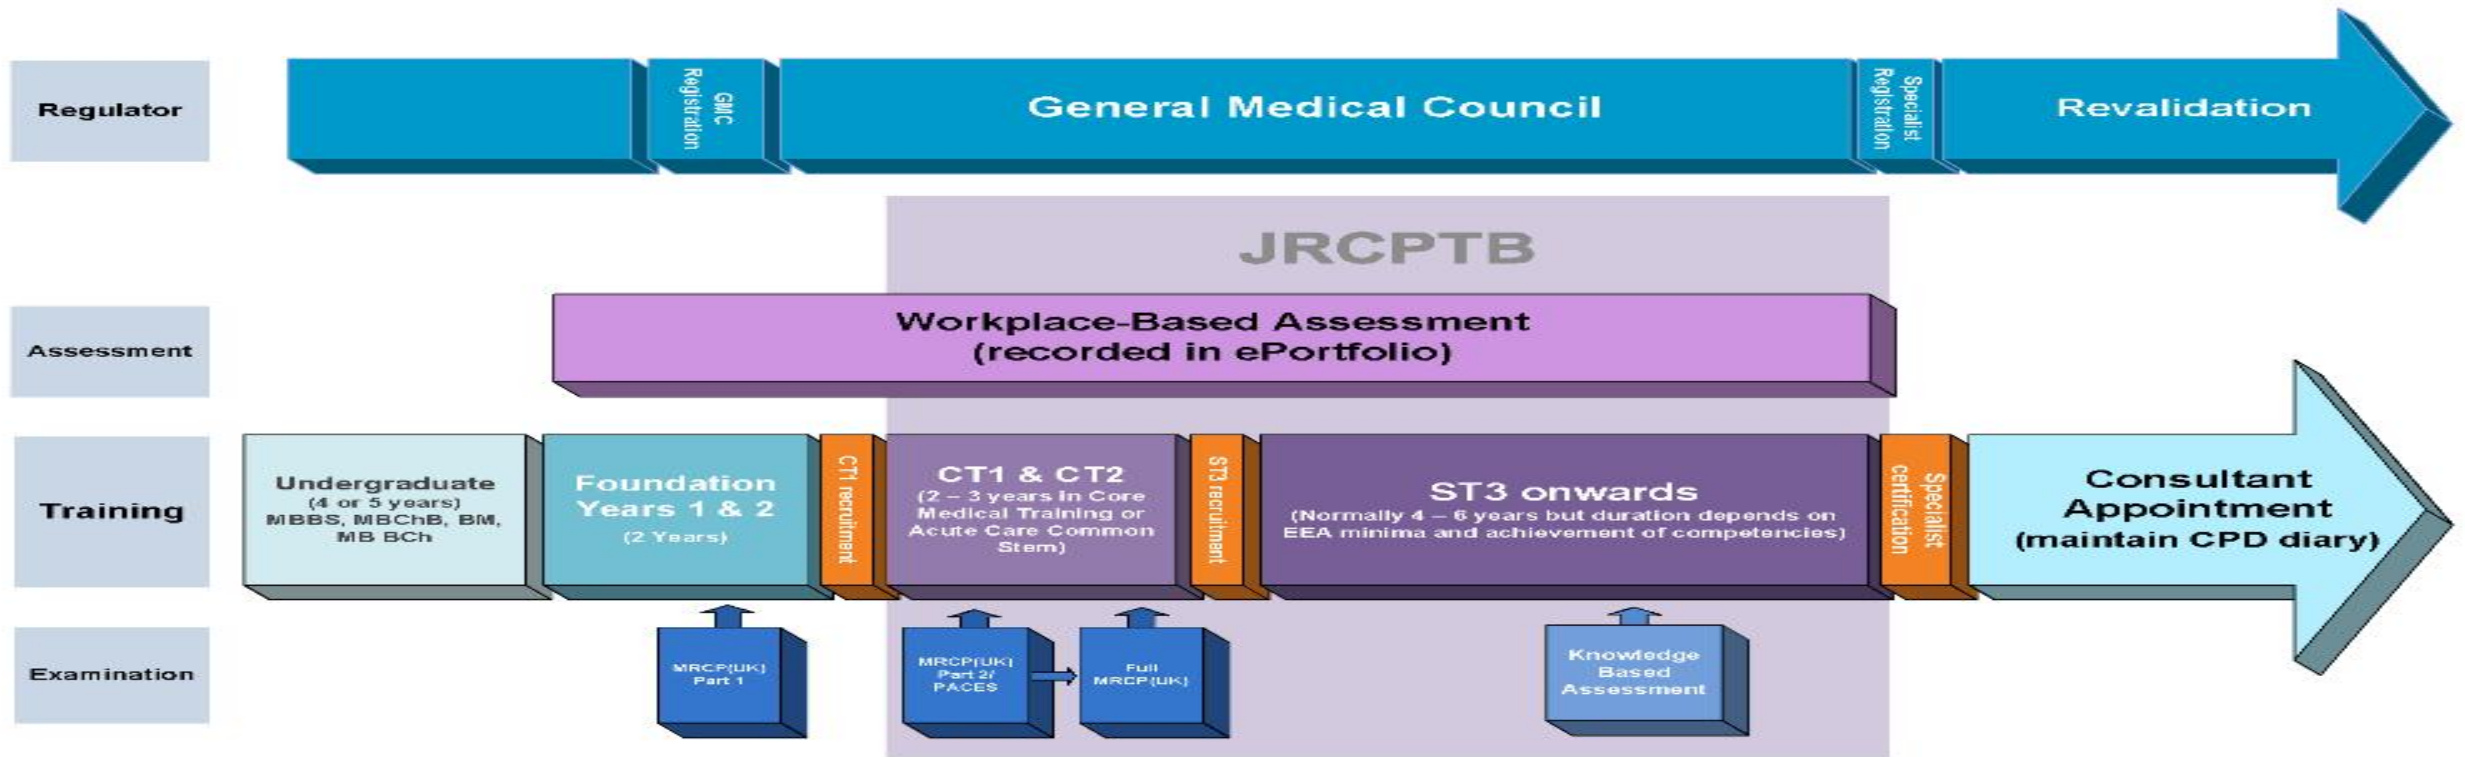 Regulator
GMC
Registration
General Medical Council
Specialist
Registration
Revalidation
JRCPTB
Assessment
Workplace-Based Assessment
(recorded in ePortfolio)
Training
Undergraduate
(4 or 5 years)
MBBS, MBChB, BM,
MB BCh
Foundation
Years 1 & 2
(2 Years)
CT1 recruitment
CT1 & CT2
(2 – 3 years in Core
Medical Training or
Acute Care Common
Stem)
ST3 recruitment
ST3 onwards
(Normally 4 – 6 years but duration depends on
EEA minima and achievement of competencies)
Specialist
certification
Consultant
Appointment
(maintain CPD diary)
Examination
MRCP(UK)
Part 1
MRCP(UK)
Part 2/
PACES
Full
MRCP(UK)
Knowledge
Based
Assessment